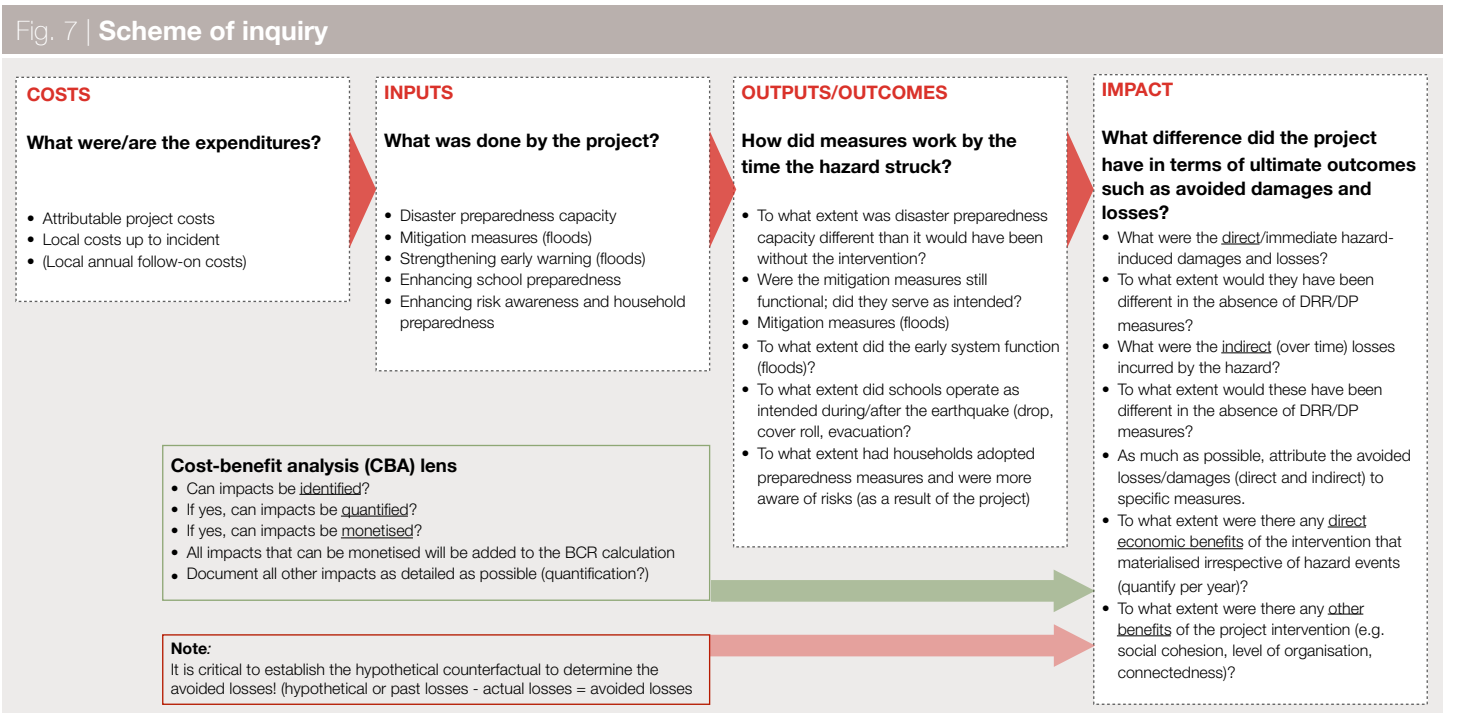 Fig. 7 | Scheme of inquiry
COSTS
What were/are the expenditures?
• Attributable project costs
• Local costs up to incident
• (Local annual follow-on costs)
INPUTS
What was done by the project?
• Disaster preparedness capacity
• Mitigation measures (floods)
• Strengthening early warning (floods)
• Enhancing school preparedness
• Enhancing risk awareness and household
preparedness
OUTPUTS/OUTCOMES
How did measures work by the
time the hazard struck?
• To what extent was disaster preparedness
capacity different than it would have been
without the intervention?
• Were the mitigation measures still
functional; did they serve as intended?
• Mitigation measures (floods)
• To what extent did the early system function
(floods)?
• To what extent did schools operate as
intended during/after the earthquake (drop,
cover roll, evacuation?
• To what extent had households adopted
preparedness measures and were more
aware of risks (as a result of the project)
IMPACT
What difference did the project
have in terms of ultimate outcomes
such as avoided damages and
losses?
• What were the direct/immediate hazard-
induced damages and losses?
• To what extent would they have been
different in the absence of DRR/DP
measures?
• What were the indirect (over time) losses
incurred by the hazard?
• To what extent would these have been
different in the absence of DRR/DP
measures?
• As much as possible, attribute the avoided
losses/damages (direct and indirect) to
specific measures.
• To what extent were there any direct
economic benefits of the intervention that
materialised irrespective of hazard events
(quantify per year)?
• To what extent were there any other
benefits of the project intervention (e.g.
social cohesion, level of organisation,
connectedness)?
Cost-benefit analysis (CBA) lens
• Can impacts be identified?
• If yes, can impacts be quantified?
• If yes, can impacts be monetised?
• All impacts that can be monetised will be added to the BCR calculation
• Document all other impacts as detailed as possible (quantification?)
Note:
It is critical to establish the hypothetical counterfactual to determine the
avoided losses! (hypothetical or past losses - actual losses = avoided losses